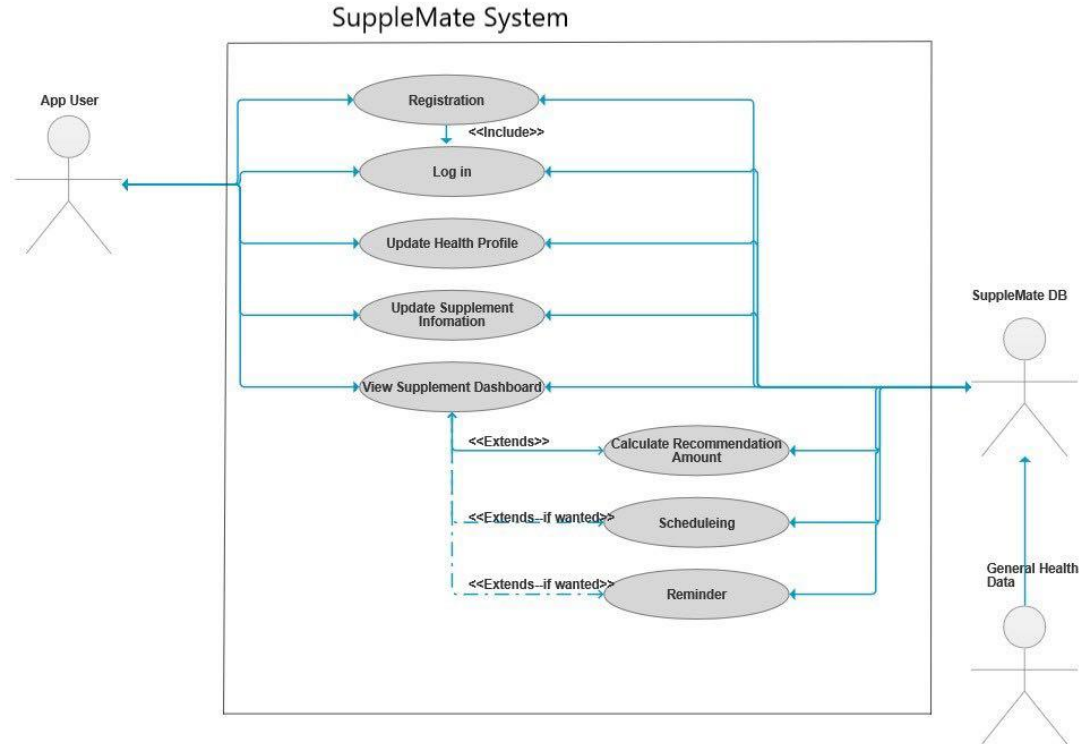 SuppleMate System
App User
Registration
<<Include>>
Log in
Update Health Profile
Update Supplement
Infomation
SuppleMate DB
View Supplement Dashboard
<<Extends>>
Calculate Recommendation
Amount
<<Extends--if wanted>>
Scheduleing
<<Extends--if wanted>>
Reminder
General Health
Data